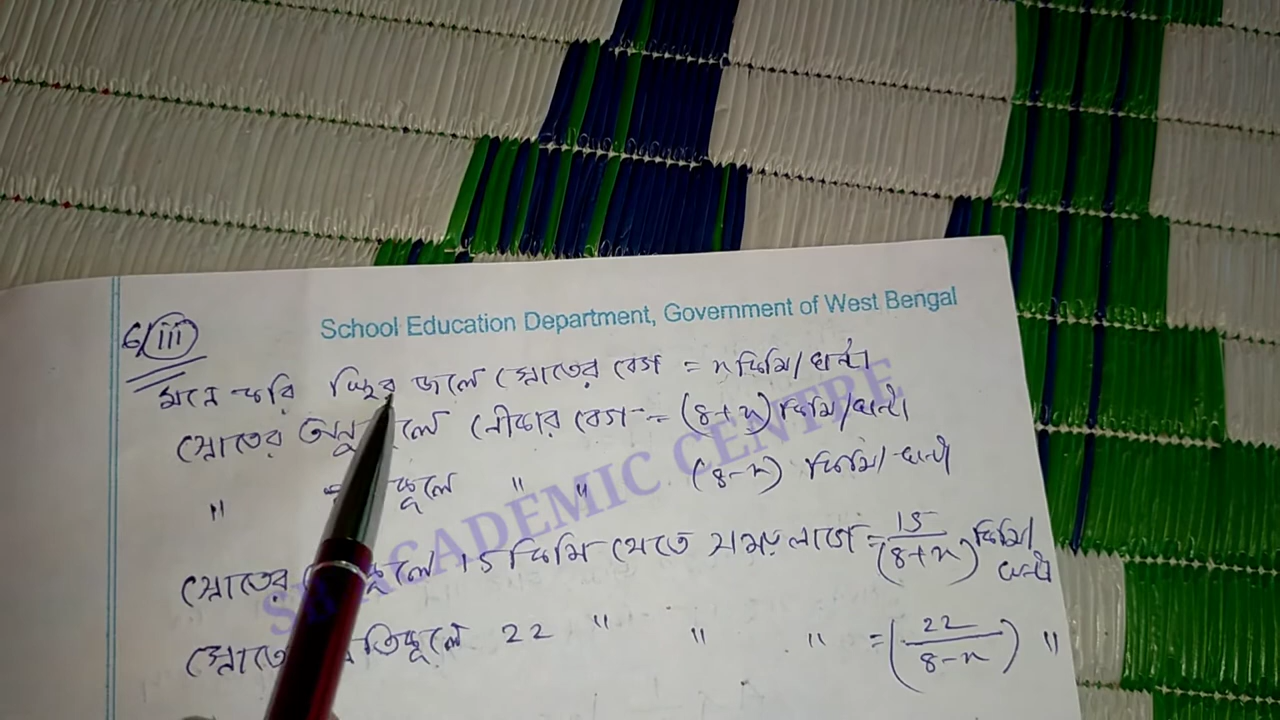 6/ iii
School Education Department, Government of West Bengal
মনে করি স্থির জলে স্রোতের বেগ = x কিমি/ঘন্টা
স্রোতের অনুকূলে নৌকার বেগ = (8+x) কিমি/ঘন্টা
" কূলে " " (8-x) কিমি/ঘন্টা
স্রোতের কূলে 15 কিমি যেতে সময় লাগে = 15/(8+x) কিমি/ঘন্টা
স্রোতের প্রতিকূলে 22 " " " = (22/8-x) "
SB ACADEMIC CENTRE